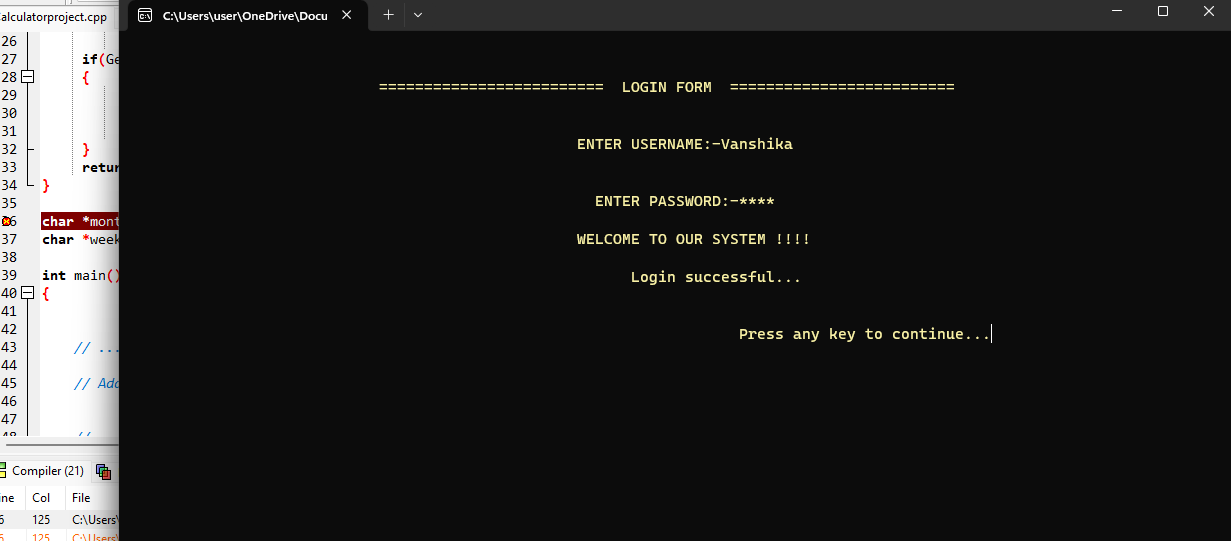 alculatorproject.cpp
C:\Users\user\OneDrive\Docu
26
27 if(Ge
28 {
29
30
31
32 }
33 retur
34 }
35
36 char *mont
37 char *week
38
39 int main()
40 {
41
42
43 // ...
44
45 // Add
46
47
48 //
========================= LOGIN FORM =========================
ENTER USERNAME:-Vanshika
ENTER PASSWORD:-****
WELCOME TO OUR SYSTEM !!!!
Login successful...
Press any key to continue...
Compiler (21)
ine Col File
6 125 C:\Users\
6 125 C:\Users\